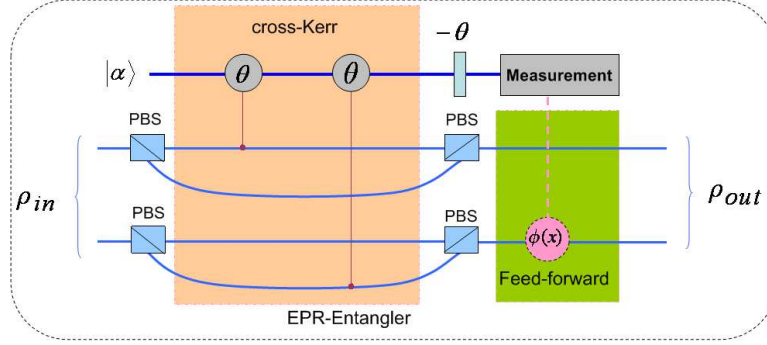 cross-Kerr
−θ
|α⟩
θ
θ
Measurement
PBS
PBS
ρin
ρout
PBS
PBS
ϕ(x)
Feed-forward
EPR-Entangler